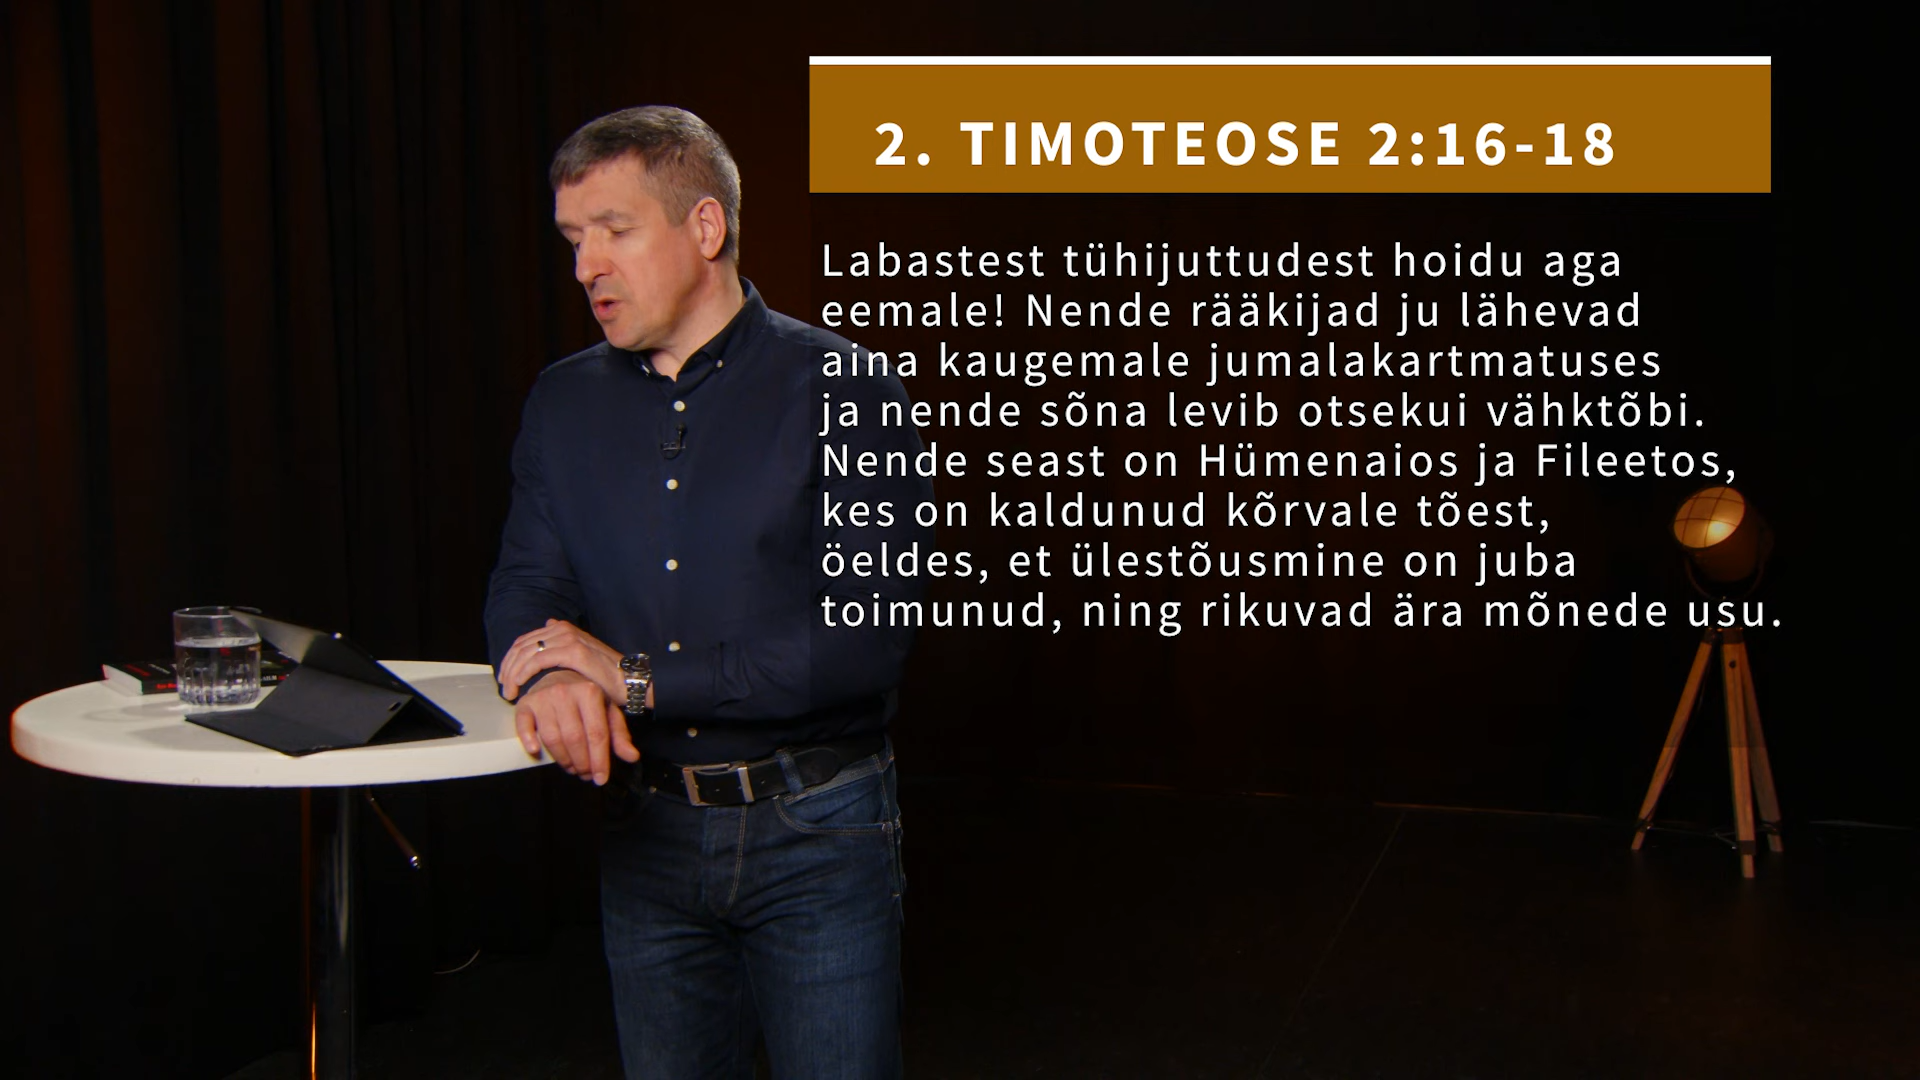 2. TIMOTEOSE 2:16-18
Labastest tühijuttudest hoidu aga
eemale! Nende rääkijad ju lähevad
aina kaugemale jumalakartmatuses
ja nende sõna levib otsekui vähktõbi.
Nende seast on Hümenaios ja Fileetos,
kes on kaldunud kõrvale tõest,
öeldes, et ülestõusmine on juba
toimunud, ning rikuvad ära mõnede usu.